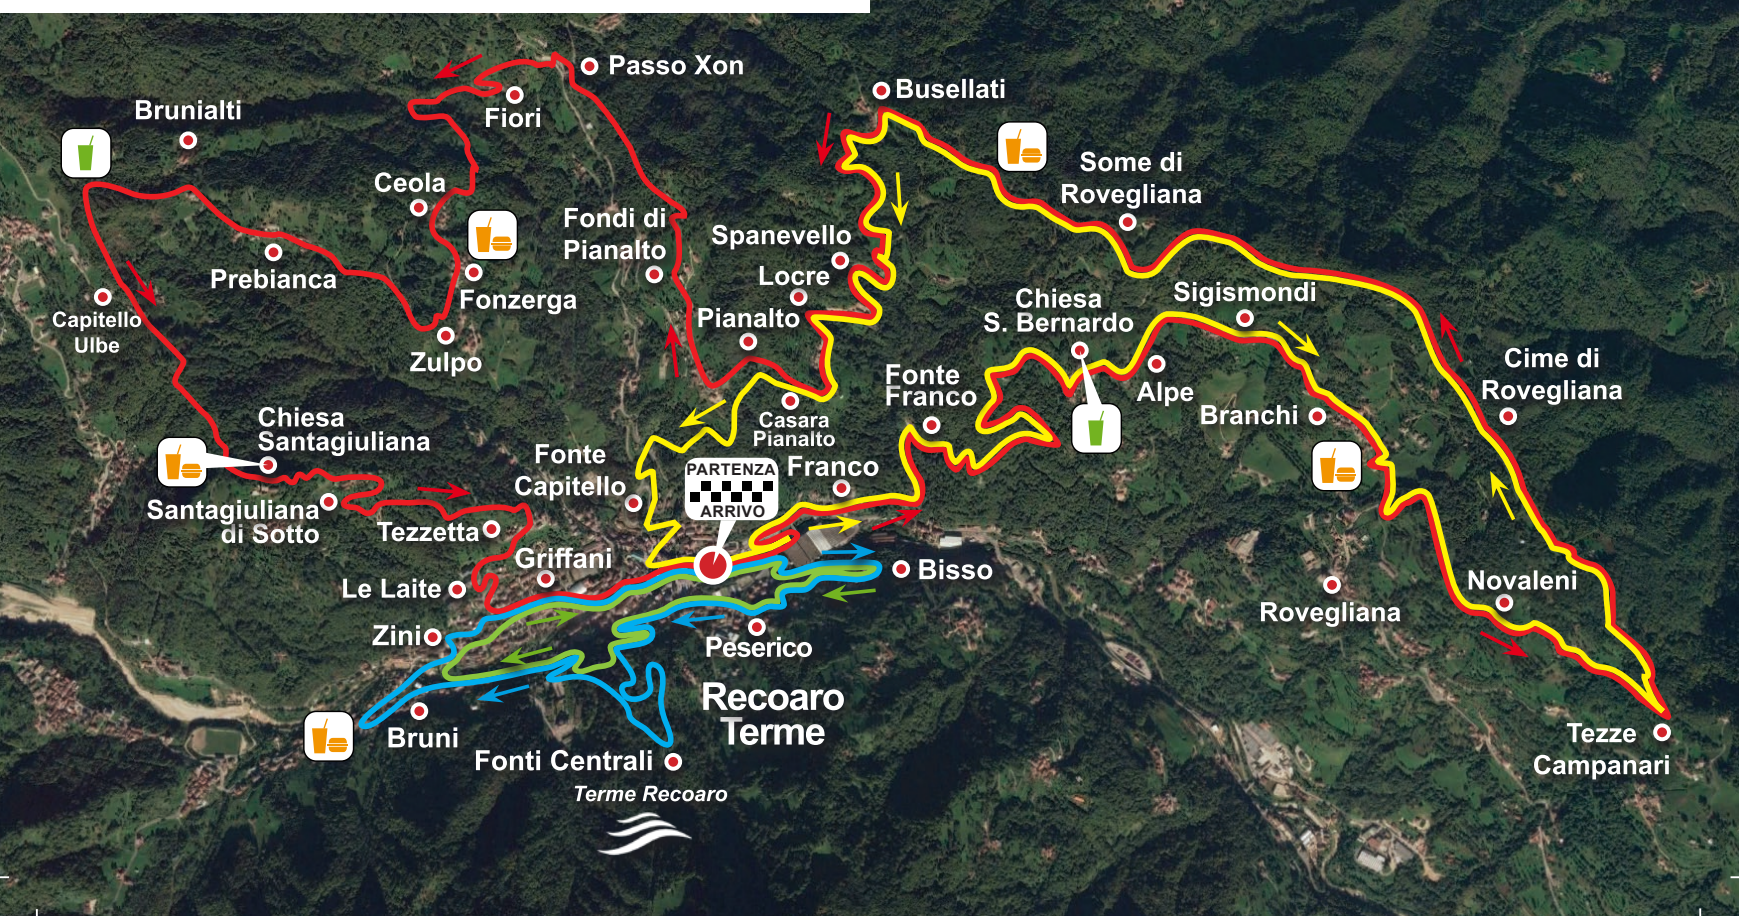 Passo Xon
Busellati
Brunialti
Fiori
Some di
Rovegliana
Ceola
Fondi di
Pianalto
Spanevello
Locre
Prebianca
Fonzerga
Capitello
Ulbe
Pianalto
Chiesa
S. Bernardo
Sigismondi
Zulpo
Cime di
Rovegliana
Fonte
Franco
Alpe
Branchi
Casara
Pianalto
Chiesa
Santagiuliana
Fonte
Capitello
PARTENZA
ARRIVO
Franco
Santagiuliana
di Sotto
Tezzetta
Griffani
Bisso
Le Laite
Novaleni
Rovegliana
Zini
Peserico
Recoaro
Terme
Bruni
Fonti Centrali
Terme Recoaro
Tezze
Campanari